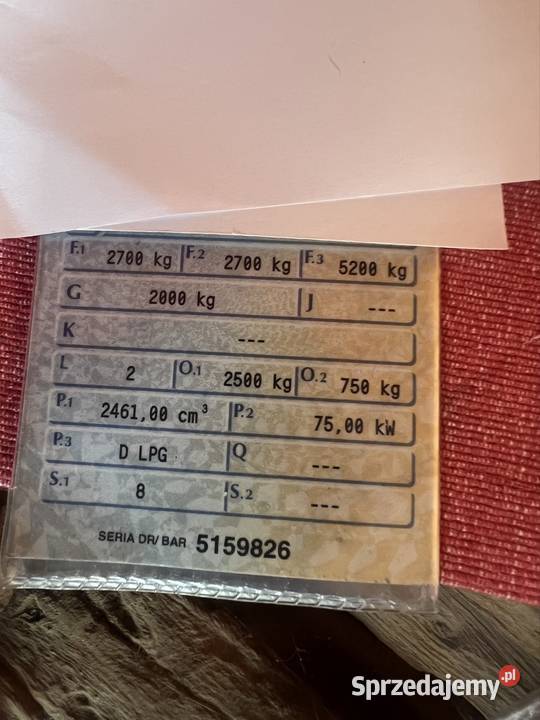 F.1 2700 kg F.2 2700 kg F.3 5200 kg
G 2000 kg J ---
K ---
L 2 O.1 2500 kg O.2 750 kg
P.1 2461,00 cm³ P.2 75,00 kW
P.3 D LPG Q ---
S.1 8 S.2 ---
SERIA DR/BAR 5159826
Sprzedajemy.pl